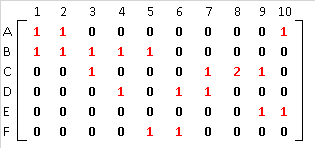 1 2 3 4 5 6 7 8 9 10
A 1 1 0 0 0 0 0 0 0 1
B 1 1 1 1 1 0 0 0 0 0
C 0 0 1 0 0 0 1 2 1 0
D 0 0 0 1 0 1 1 0 0 0
E 0 0 0 0 0 0 0 0 1 1
F 0 0 0 0 1 1 0 0 0 0